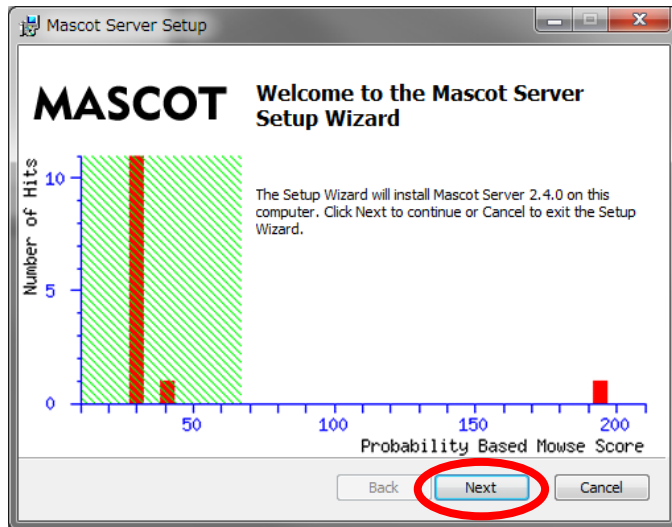 Mascot Server Setup
MASCOT
Welcome to the Mascot Server
Setup Wizard
The Setup Wizard will install Mascot Server 2.4.0 on this
computer. Click Next to continue or Cancel to exit the Setup
Wizard.
Number of Hits
10
5
0
50 100 150 200
Probability Based Mowse Score
Back Next Cancel